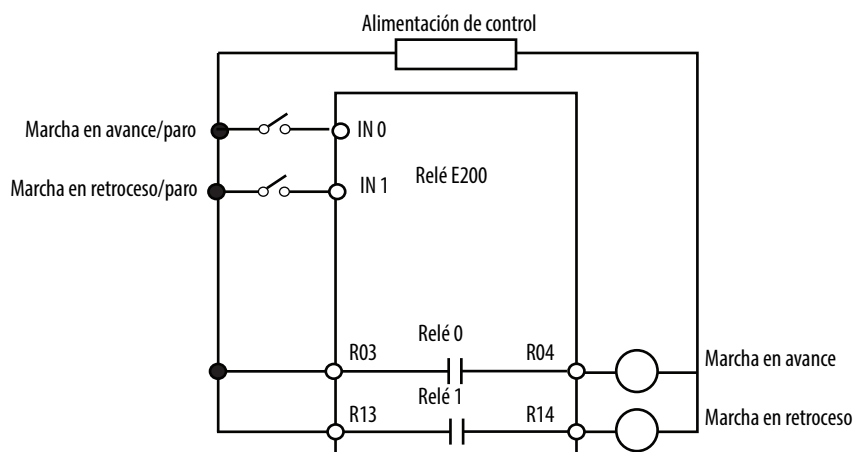 Alimentación de control
Marcha en avance/paro
IN 0
Marcha en retroceso/paro
IN 1
Relé E200
R03
Relé 0
R04
Marcha en avance
R13
Relé 1
R14
Marcha en retroceso